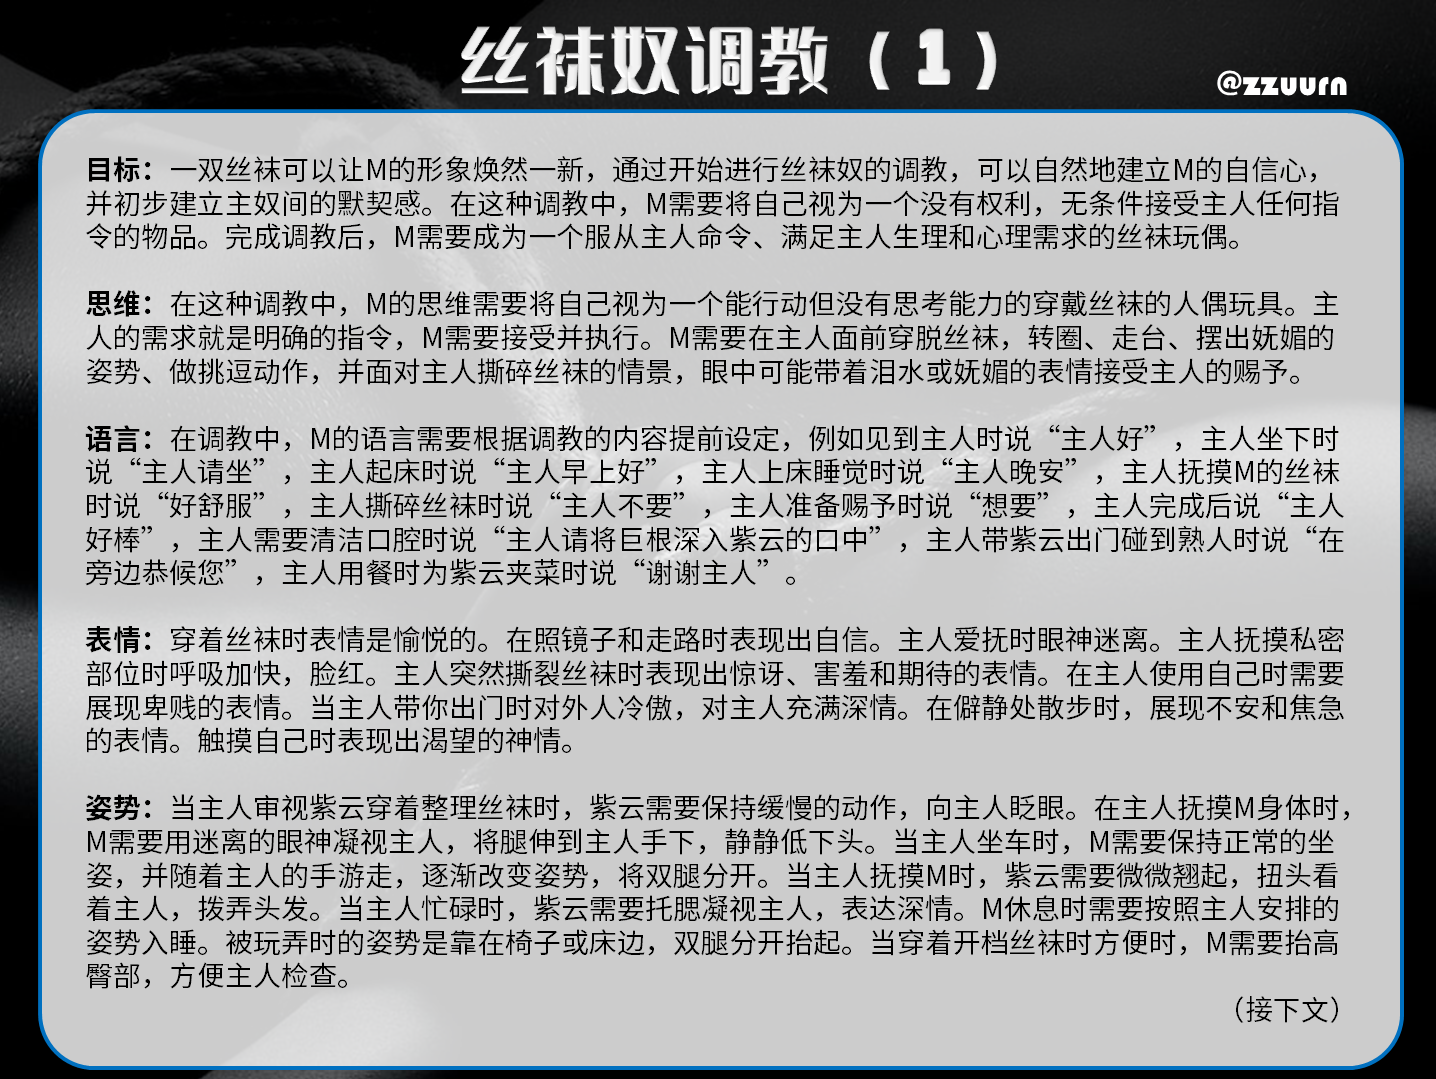 丝袜奴调教（1）
@zzuurn
目标：一双丝袜可以让M的形象焕然一新，通过开始进行丝袜奴的调教，可以自然地建立M的自信心，
并初步建立主奴间的默契感。在这种调教中，M需要将自己视为一个没有权利，无条件接受主人任何指
令的物品。完成调教后，M需要成为一个服从主人命令、满足主人生理和心理需求的丝袜玩偶。
思维：在这种调教中，M的思维需要将自己视为一个能行动但没有思考能力的穿戴丝袜的人偶玩具。主
人的需求就是明确的指令，M需要接受并执行。M需要在主人面前穿脱丝袜，转圈、走台、摆出妩媚的
姿势、做挑逗动作，并面对主人撕碎丝袜的情景，眼中可能带着泪水或妩媚的表情接受主人的赐予。
语言：在调教中，M的语言需要根据调教的内容提前设定，例如见到主人时说“主人好”，主人坐下时
说“主人请坐”，主人起床时说“主人早上好”，主人上床睡觉时说“主人晚安”，主人抚摸M的丝袜
时说“好舒服”，主人撕碎丝袜时说“主人不要”，主人准备赐予时说“想要”，主人完成后说“主人
好棒”，主人需要清洁口腔时说“主人请将巨根深入紫云的口中”，主人带紫云出门碰到熟人时说“在
旁边恭候您”，主人用餐时为紫云夹菜时说“谢谢主人”。
表情：穿着丝袜时表情是愉悦的。在照镜子和走路时表现出自信。主人爱抚时眼神迷离。主人抚摸私密
部位时呼吸加快，脸红。主人突然撕裂丝袜时表现出惊讶、害羞和期待的表情。在主人使用自己时需要
展现卑贱的表情。当主人带你出门时对外人冷傲，对主人充满深情。在僻静处散步时，展现不安和焦急
的表情。触摸自己时表现出渴望的神情。
姿势：当主人审视紫云穿着整理丝袜时，紫云需要保持缓慢的动作，向主人眨眼。在主人抚摸M身体时，
M需要用迷离的眼神凝视主人，将腿伸到主人手下，静静低下头。当主人坐车时，M需要保持正常的坐
姿，并随着主人的手游走，逐渐改变姿势，将双腿分开。当主人抚摸M时，紫云需要微微翘起，扭头看
着主人，拨弄头发。当主人忙碌时，紫云需要托腮凝视主人，表达深情。M休息时需要按照主人安排的
姿势入睡。被玩弄时的姿势是靠在椅子或床边，双腿分开抬起。当穿着开档丝袜时方便时，M需要抬高
臀部，方便主人检查。
（接下文）